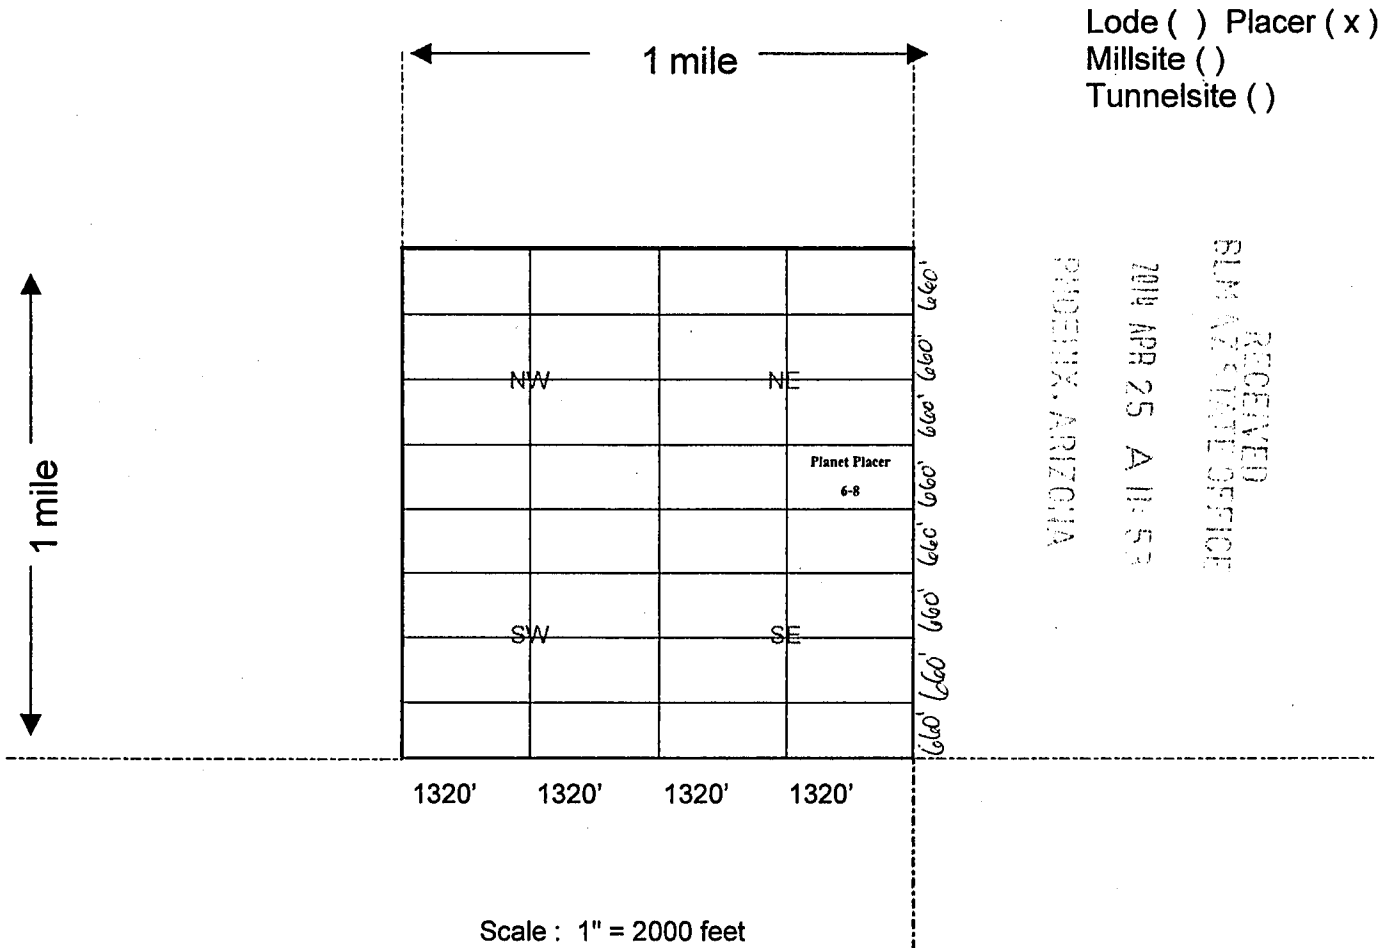 Lode ( ) Placer ( x )
Millsite ( )
Tunnelsite ( )
1 mile
1 mile
NW
NE
Planet Placer
6-8
SW
SE
660'
660'
660'
660'
660'
660'
660'
660'
1320' 1320' 1320' 1320'
Scale : 1" = 2000 feet
RECEIVED
BLM AZ STATE OFFICE
2014 APR 25 A 11: 53
PHOENIX, ARIZONA